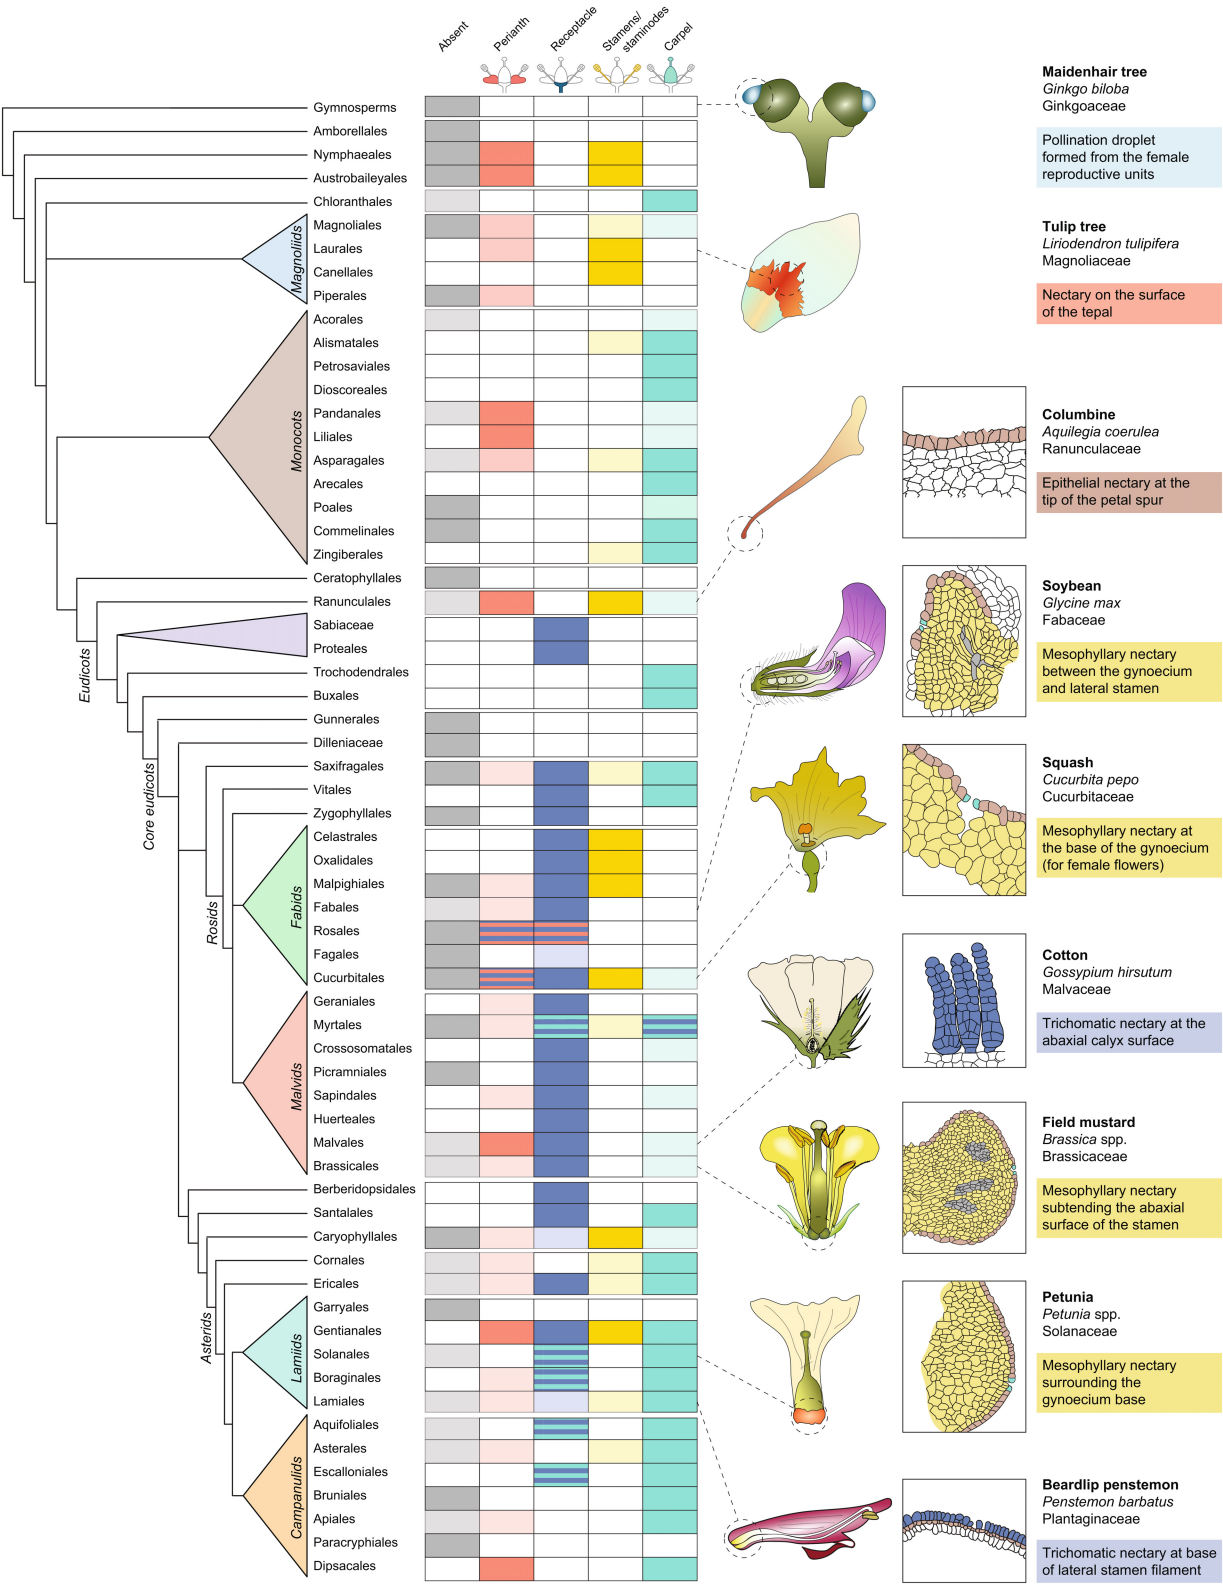 Absent
Perianth
Receptacle
Stamens/
staminodes
Carpel
Gymnosperms
Amborellales
Nymphaeales
Austrobaileyales
Chloranthales
Magnoliales
Laurales
Canellales
Piperales
Acorales
Alismatales
Petrosaviales
Dioscoreales
Pandanales
Liliales
Asparagales
Arecales
Poales
Commelinales
Zingiberales
Ceratophyllales
Ranunculales
Sabiaceae
Proteales
Trochodendrales
Buxales
Gunnerales
Dilleniaceae
Saxifragales
Vitales
Zygophyllales
Celastrales
Oxalidales
Malpighiales
Fabales
Rosales
Fagales
Cucurbitales
Geraniales
Myrtales
Crossosomatales
Picramniales
Sapindales
Huerteales
Malvales
Brassicales
Berberidopsidales
Santalales
Caryophyllales
Cornales
Ericales
Garryales
Gentianales
Solanales
Boraginales
Lamiales
Aquifoliales
Asterales
Escalloniales
Bruniales
Apiales
Paracryphiales
Dipsacales
Magnoliids
Monocots
Eudicots
Core eudicots
Rosids
Fabids
Malvids
Asterids
Lamiids
Campanulids
Maidenhair tree
Ginkgo biloba
Ginkgoaceae
Pollination droplet
formed from the female
reproductive units
Tulip tree
Liriodendron tulipifera
Magnoliaceae
Nectary on the surface
of the tepal
Columbine
Aquilegia coerulea
Ranunculaceae
Epithelial nectary at the
tip of the petal spur
Soybean
Glycine max
Fabaceae
Mesophyllary nectary
between the gynoecium
and lateral stamen
Squash
Cucurbita pepo
Cucurbitaceae
Mesophyllary nectary at
the base of the gynoecium
(for female flowers)
Cotton
Gossypium hirsutum
Malvaceae
Trichomatic nectary at the
abaxial calyx surface
Field mustard
Brassica spp.
Brassicaceae
Mesophyllary nectary
subtending the abaxial
surface of the stamen
Petunia
Petunia spp.
Solanaceae
Mesophyllary nectary
surrounding the
gynoecium base
Beardlip penstemon
Penstemon barbatus
Plantaginaceae
Trichomatic nectary at base
of lateral stamen filament